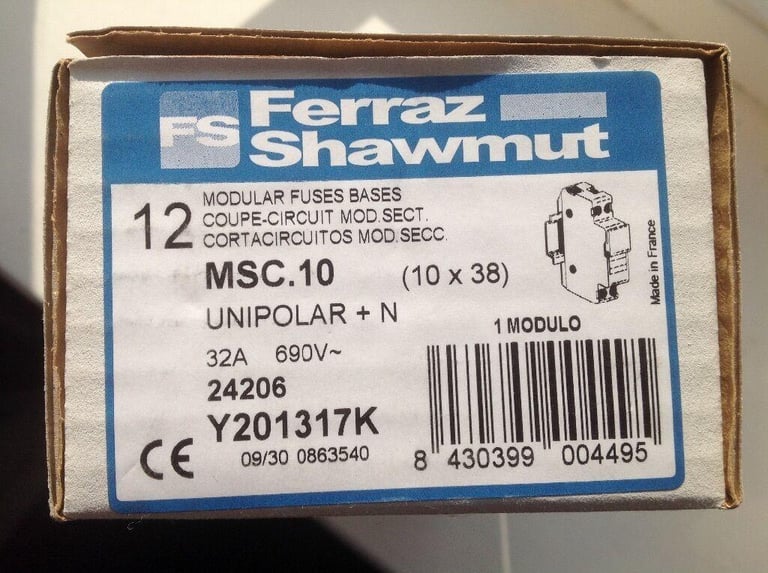 FS Ferraz
Shawmut
12
MODULAR FUSES BASES
COUPE-CIRCUIT MOD.SECT.
CORTACIRCUITOS MOD.SECC.
MSC.10 (10 x 38)
UNIPOLAR + N
32A 690V~
24206
Y201317K
CE 09/30 0863540
Made in France
1 MODULO
8 430399 004495